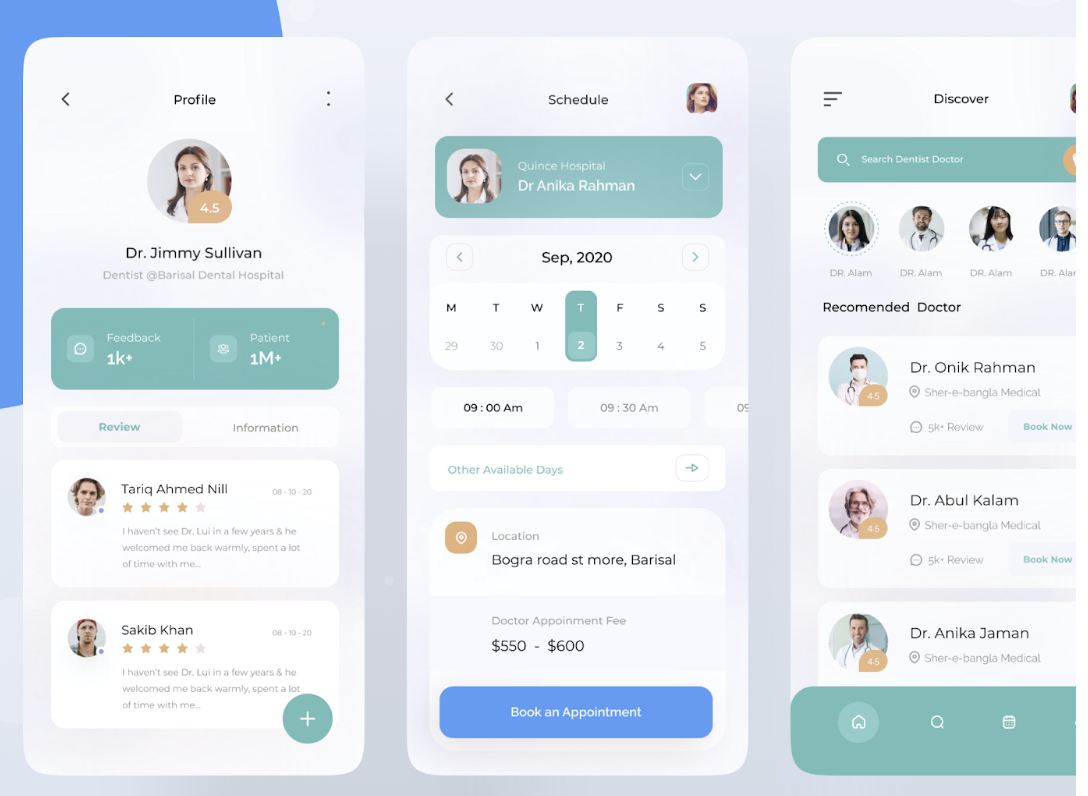 Profile
4.5
Dr. Jimmy Sullivan
Dentist @Barisal Dental Hospital
Feedback
1k+
Patient
1M+
Review
Information
Tariq Ahmed Nill
08 - 10 - 20
I haven't see Dr. Lui in a few years & he
welcomed me back warmly, spent a lot
of time with me...
Sakib Khan
08 - 10 - 20
I haven't see Dr. Lui in a few years & he
welcomed me back warmly, spent a lot
of time with me...
+
Schedule
Quince Hospital
Dr Anika Rahman
Sep, 2020
M T W T F S S
29 30 1 2 3 4 5
09 : 00 Am
09 : 30 Am
09
Other Available Days
Location
Bogra road st more, Barisal
Doctor Appoinment Fee
$550 - $600
Book an Appointment
Discover
Search Dentist Doctor
DR. Alam
DR. Alam
DR. Alam
DR. Alar
Recomended Doctor
Dr. Onik Rahman
4.5
Sher-e-bangla Medical
5k+ Review
Book Now
Dr. Abul Kalam
4.5
Sher-e-bangla Medical
5k+ Review
Book Now
Dr. Anika Jaman
4.5
Sher-e-bangla Medical